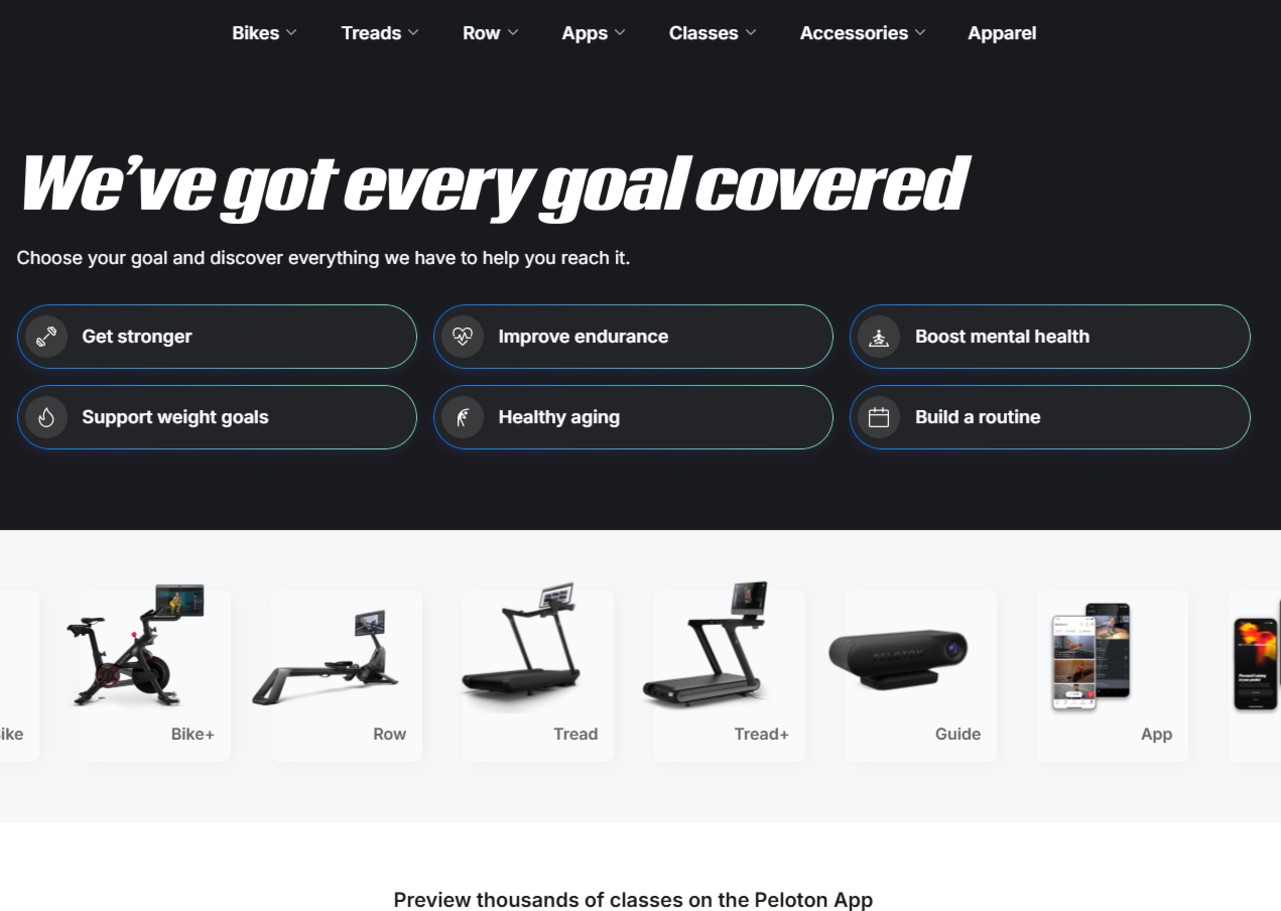 Bikes Treads Row Apps Classes Accessories Apparel
We've got every goal covered
Choose your goal and discover everything we have to help you reach it.
Get stronger Improve endurance Boost mental health
Support weight goals Healthy aging Build a routine
PELOTON
Bike+ Row Tread Tread+ Guide App
Preview thousands of classes on the Peloton App